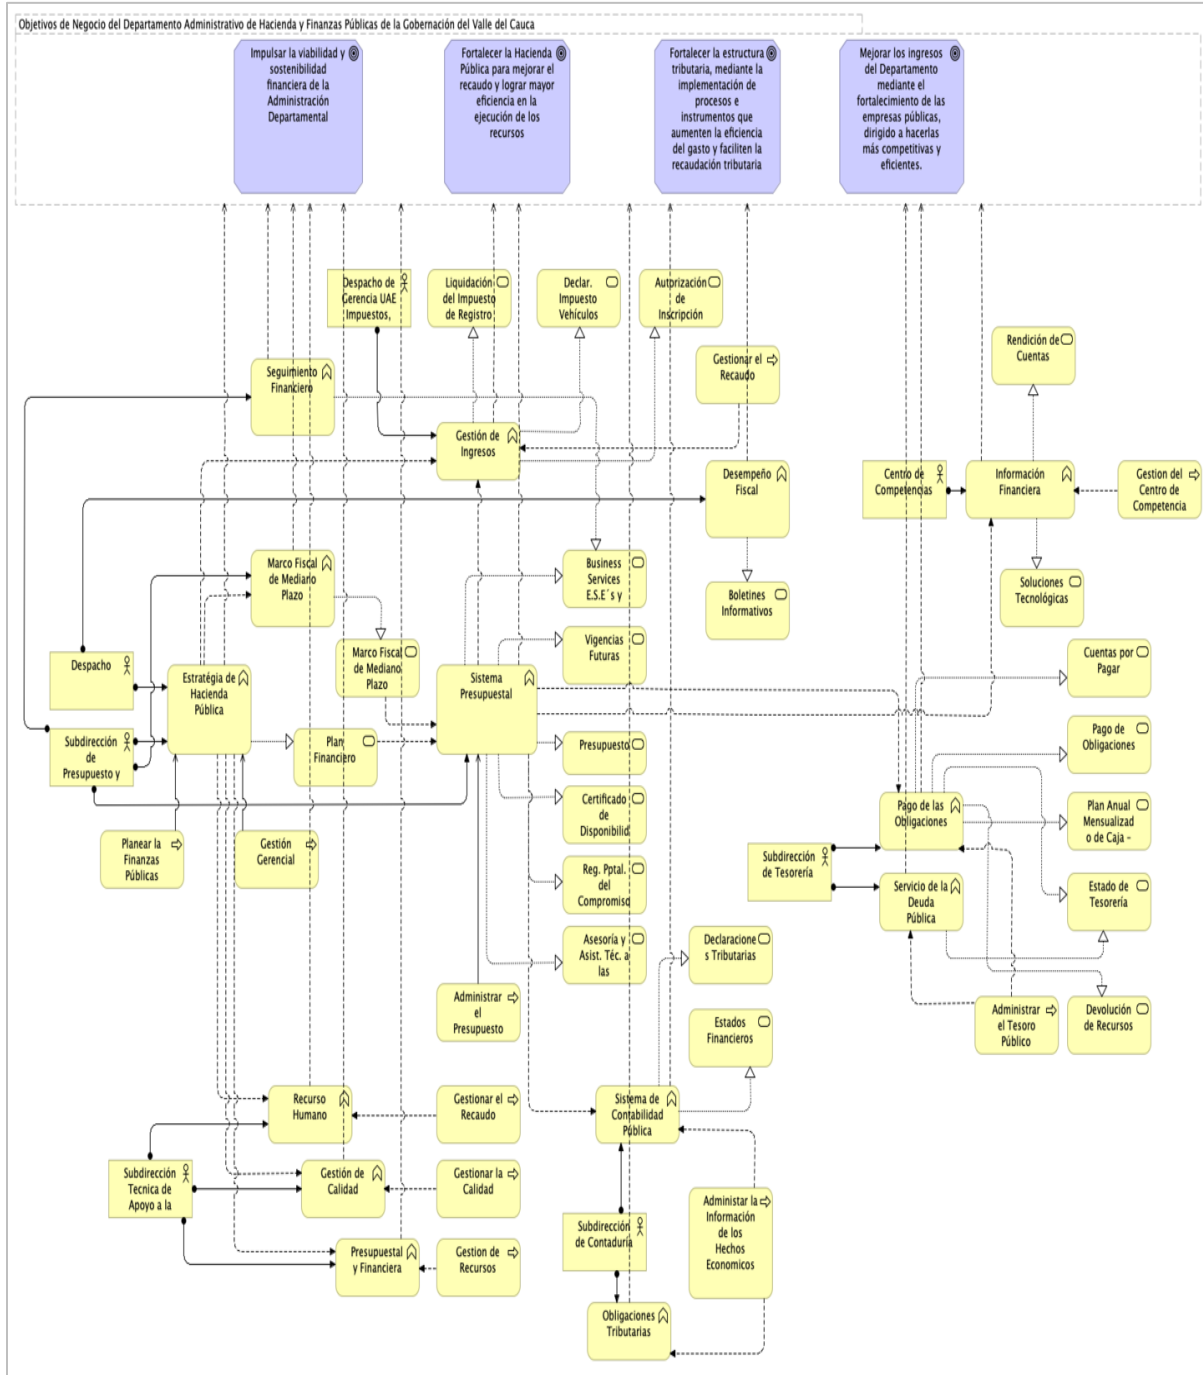 Objetivos de Negocio del Departamento Administrativo de Hacienda y Finanzas Públicas de la Gobernación del Valle del Cauca
Impulsar la viabilidad y
sostenibilidad
financiera de la
Administración
Departamental
Fortalecer la Hacienda
Pública para mejorar el
recaudo y lograr mayor
eficiencia en la
ejecución de los
recursos
Fortalecer la estructura
tributaria, mediante la
implementación de
procesos e
instrumentos que
aumenten la eficiencia
del gasto y faciliten la
recaudación tributaria
Mejorar los ingresos
del Departamento
mediante el
fortalecimiento de las
empresas públicas,
dirigido a hacerlas
más competitivas y
eficientes.
Despacho de
Gerencia UAE
Impuestos,
Liquidación
del Impuesto
de Registro
Declar.
Impuesto
Vehículos
Autorización
de
Inscripción
Gestionar el
Recaudo
Rendición de
Cuentas
Seguimiento
Financiero
Gestión de
Ingresos
Desempeño
Fiscal
Centro de
Competencias
Información
Financiera
Gestion del
Centro de
Competencia
Marco Fiscal
de Mediano
Plazo
Business
Services
E.S.E´s y
Boletines
Informativos
Soluciones
Tecnológicas
Despacho
Estratégia de
Hacienda
Pública
Marco Fiscal
de Mediano
Plazo
Sistema
Presupuestal
Vigencias
Futuras
Cuentas por
Pagar
Subdirección
de
Presupuesto y
Plan
Financiero
Presupuesto
Pago de
Obligaciones
Certificado
de
Disponibilid
Pago de las
Obligaciones
Plan Anual
Mensualizad
o de Caja -
Planear la
Finanzas
Públicas
Gestión
Gerencial
Reg. Pptal.
del
Compromiso
Subdirección
de Tesorería
Servicio de la
Deuda
Pública
Estado de
Tesorería
Asesoría y
Asist. Téc. a
las
Declaracione
s Tributarias
Administrar
el
Presupuesto
Estados
Financieros
Administrar
el Tesoro
Público
Devolución
de Recursos
Recurso
Humano
Gestionar el
Recaudo
Sistema de
Contabilidad
Pública
Subdirección
Tecnica de
Apoyo a la
Gestión de
Calidad
Gestionar la
Calidad
Administar la
Información
de los
Hechos
Economicos
Subdirección
de Contaduría
Presupuestal
y Financiera
Gestion de
Recursos
Obligaciones
Tributarias